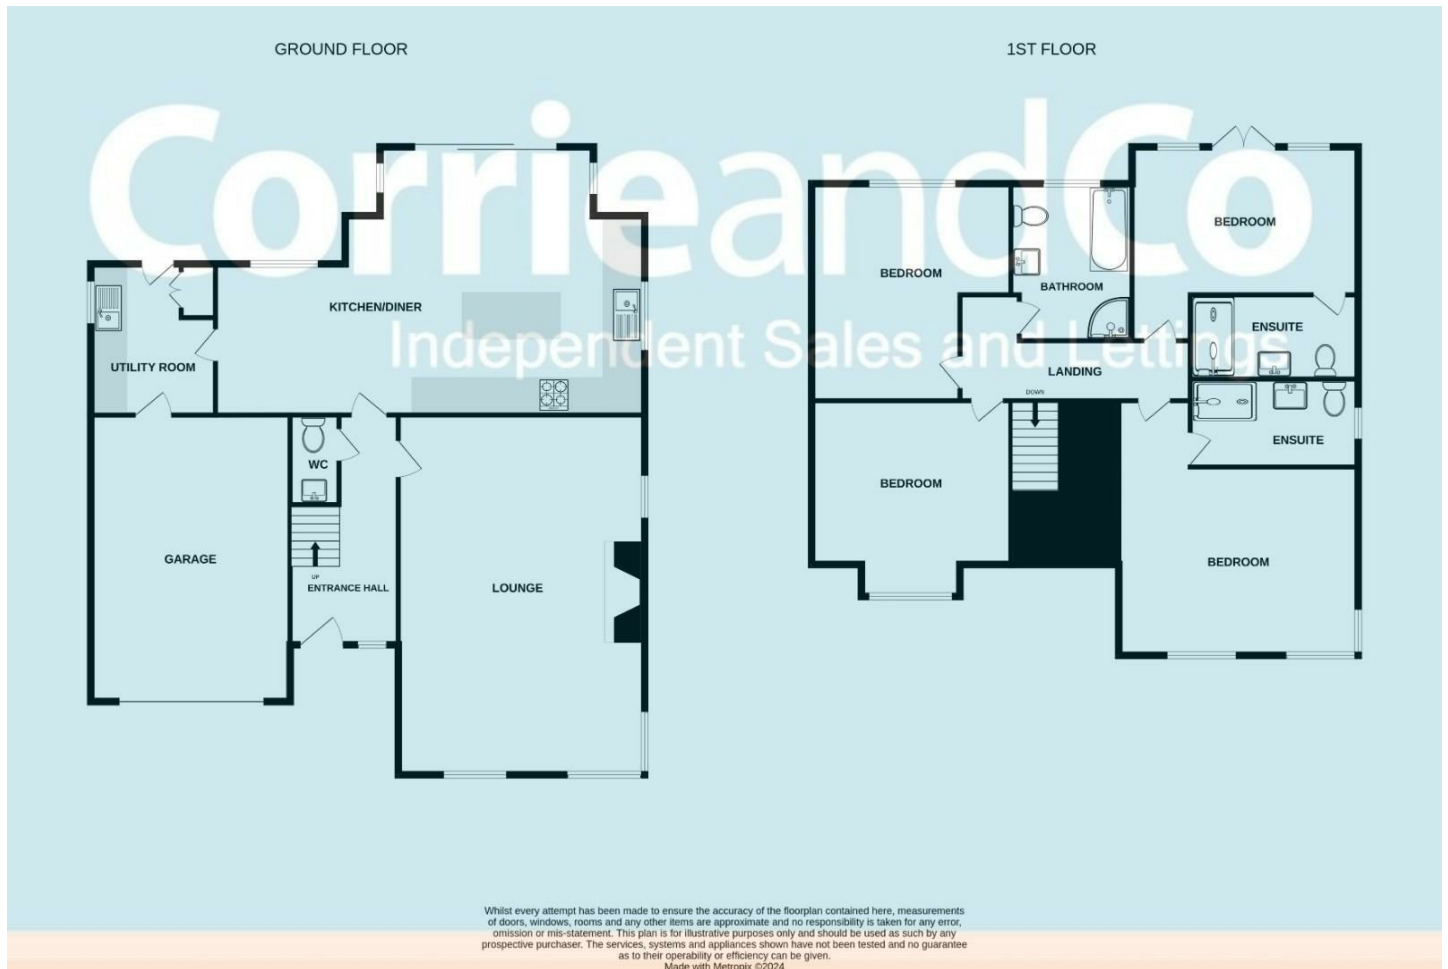 GROUND FLOOR
1ST FLOOR
CorrieandCo
Independent Sales and Lettings
KITCHEN/DINER
UTILITY ROOM
WC
GARAGE
UP
ENTRANCE HALL
LOUNGE
BEDROOM
BEDROOM
BATHROOM
ENSUITE
LANDING
DOWN
ENSUITE
BEDROOM
BEDROOM
Whilst every attempt has been made to ensure the accuracy of the floorplan contained here, measurements
of doors, windows, rooms and any other items are approximate and no responsibility is taken for any error,
omission or mis-statement. This plan is for illustrative purposes only and should be used as such by any
prospective purchaser. The services, systems and appliances shown have not been tested and no guarantee
as to their operability or efficiency can be given.
Made with Metropix ©2024